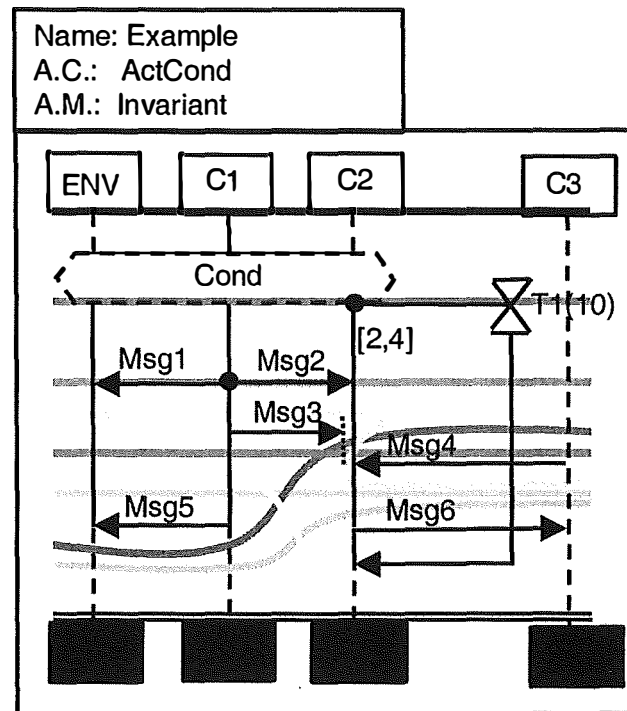 Name: Example
A.C.: ActCond
A.M.: Invariant
ENV
C1
C2
C3
Cond
T1(10)
[2,4]
Msg1
Msg2
Msg3
Msg4
Msg5
Msg6